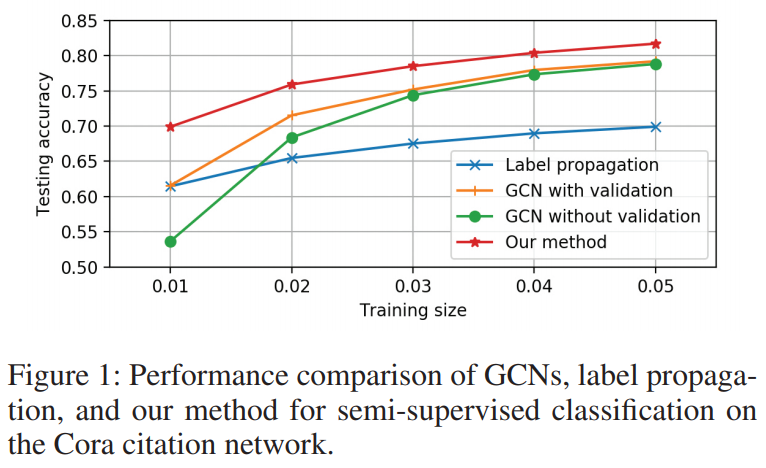 0.85
0.80
0.75
0.70
0.65
0.60
0.55
0.50
Testing accuracy
Label propagation
GCN with validation
GCN without validation
Our method
0.01 0.02 0.03 0.04 0.05
Training size
Figure 1: Performance comparison of GCNs, label propaga-
tion, and our method for semi-supervised classification on
the Cora citation network.